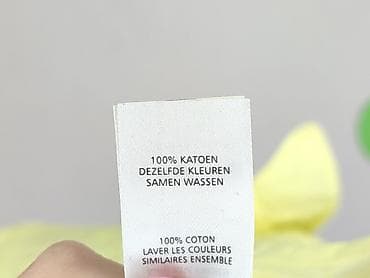 100% KATOEN
DEZELFDE KLEUREN
SAMEN WASSEN
100% COTON
LAVER LES COULEURS
SIMILAIRES ENSEMBLE